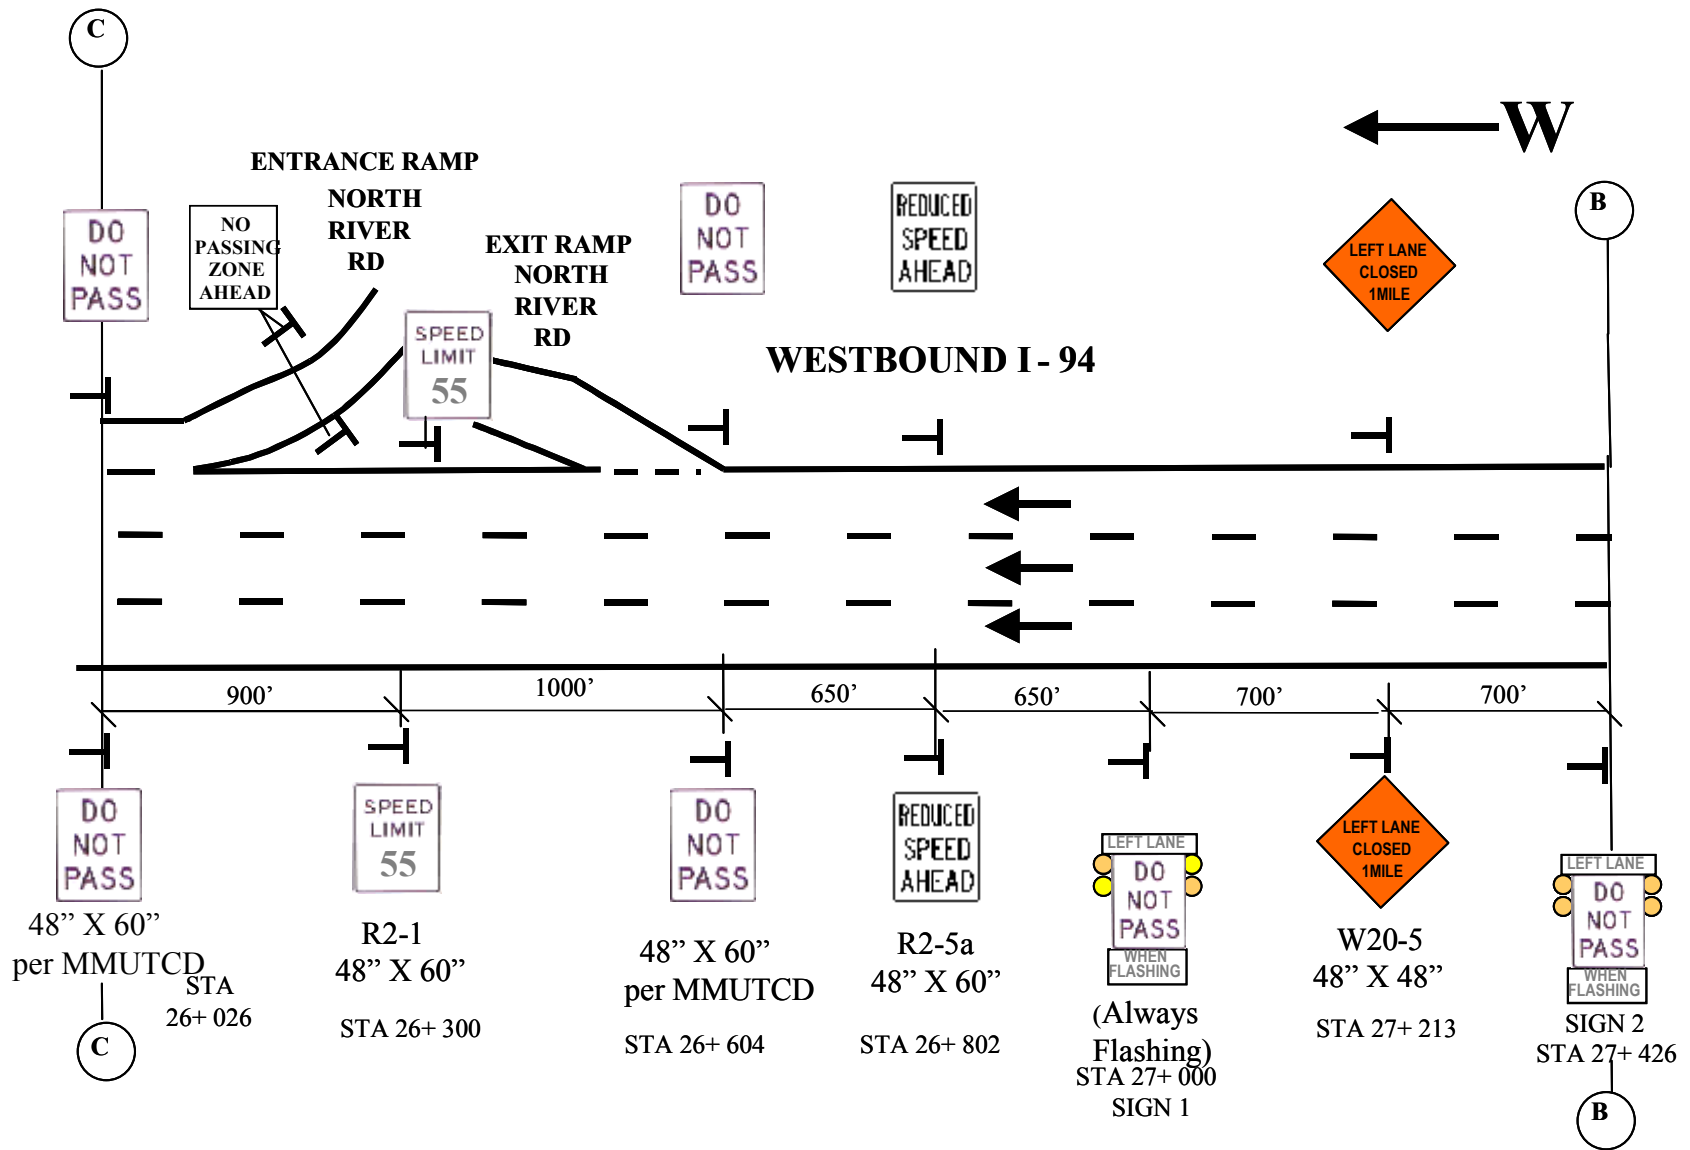 C
W
ENTRANCE RAMP
NORTH
RIVER
RD
EXIT RAMP
NORTH
RIVER
RD
DO
NOT
PASS
NO
PASSING
ZONE
AHEAD
SPEED
LIMIT
55
DO
NOT
PASS
REDUCED
SPEED
AHEAD
LEFT LANE
CLOSED
1MILE
B
WESTBOUND I - 94
900’
1000’
650’
650’
700’
700’
DO
NOT
PASS
48” X 60”
per MMUTCD
STA
26+ 026
C
SPEED
LIMIT
55
R2-1
48” X 60”
STA 26+ 300
DO
NOT
PASS
48” X 60”
per MMUTCD
STA 26+ 604
REDUCED
SPEED
AHEAD
R2-5a
48” X 60”
STA 26+ 802
LEFT LANE
DO
NOT
PASS
WHEN
FLASHING
(Always
Flashing)
STA 27+ 000
SIGN 1
LEFT LANE
CLOSED
1MILE
W20-5
48” X 48”
STA 27+ 213
LEFT LANE
DO
NOT
PASS
WHEN
FLASHING
SIGN 2
STA 27+ 426
B